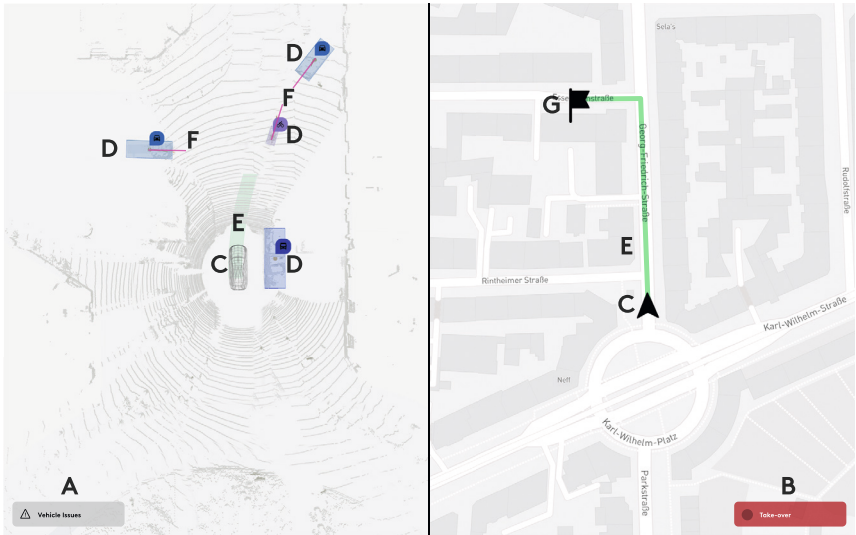 D
F
D
D
F
E
C
D
A
Vehicle Issues
Sela's
G
Georg-Friedrich-Straße
Rudolfstraße
E
Rintheimer Straße
C
Karl-Wilhelm-Straße
Neff
Karl-Wilhelm-Platz
Parkstraße
B
Take-over